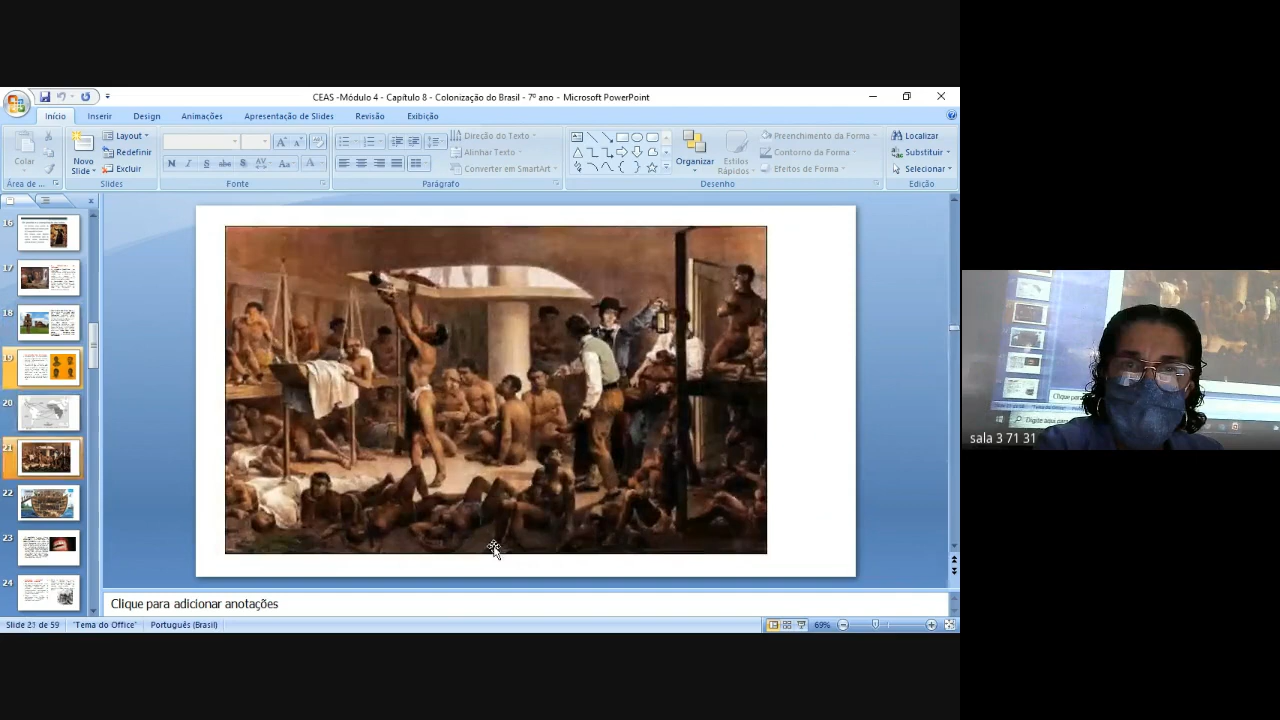 CEAS -Módulo 4 - Capítulo 8 - Colonização do Brasil - 7º ano - Microsoft PowerPoint
Início Inserir Design Animações Apresentação de Slides Revisão Exibição
Colar
Novo Slide
Layout
Redefinir
Excluir
N I S abc S AV Aa A
Direção do Texto
Alinhar Texto
Converter em SmartArt
Organizar
Estilos Rápidos
Preenchimento da Forma
Contorno da Forma
Efeitos de Forma
Localizar
Substituir
Selecionar
Área de ... Slides Fonte Parágrafo Desenho Edição
16
17
18
19
20
21
22
23
24
sala 3 71 31
Clique para adicionar anotações
Slide 21 de 59 "Tema do Office" Português (Brasil) 69%